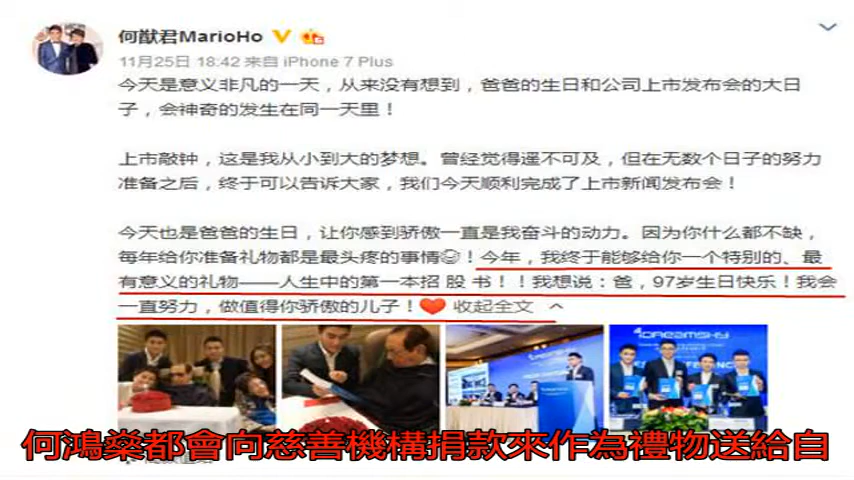 何猷君MarioHo
11月25日 18:42 来自 iPhone 7 Plus
今天是意义非凡的一天，从来没有想到，爸爸的生日和公司上市发布会的大日
子，会神奇的发生在同一天里！
上市敲钟，这是我从小到大的梦想。曾经觉得遥不可及，但在无数个日子的努力
准备之后，终于可以告诉大家，我们今天顺利完成了上市新闻发布会！
今天也是爸爸的生日，让你感到骄傲一直是我奋斗的动力。因为你什么都不缺，
每年给你准备礼物都是最头疼的事情！今年，我终于能够给你一个特别的、最
有意义的礼物——人生中的第一本招 股 书！！我想说：爸，97岁生日快乐！我会
一直努力，做值得你骄傲的儿子！❤ 收起全文
iDREAMSKY
iDREAMSKY
何鴻燊都會向慈善機構捐款來作為禮物送給自